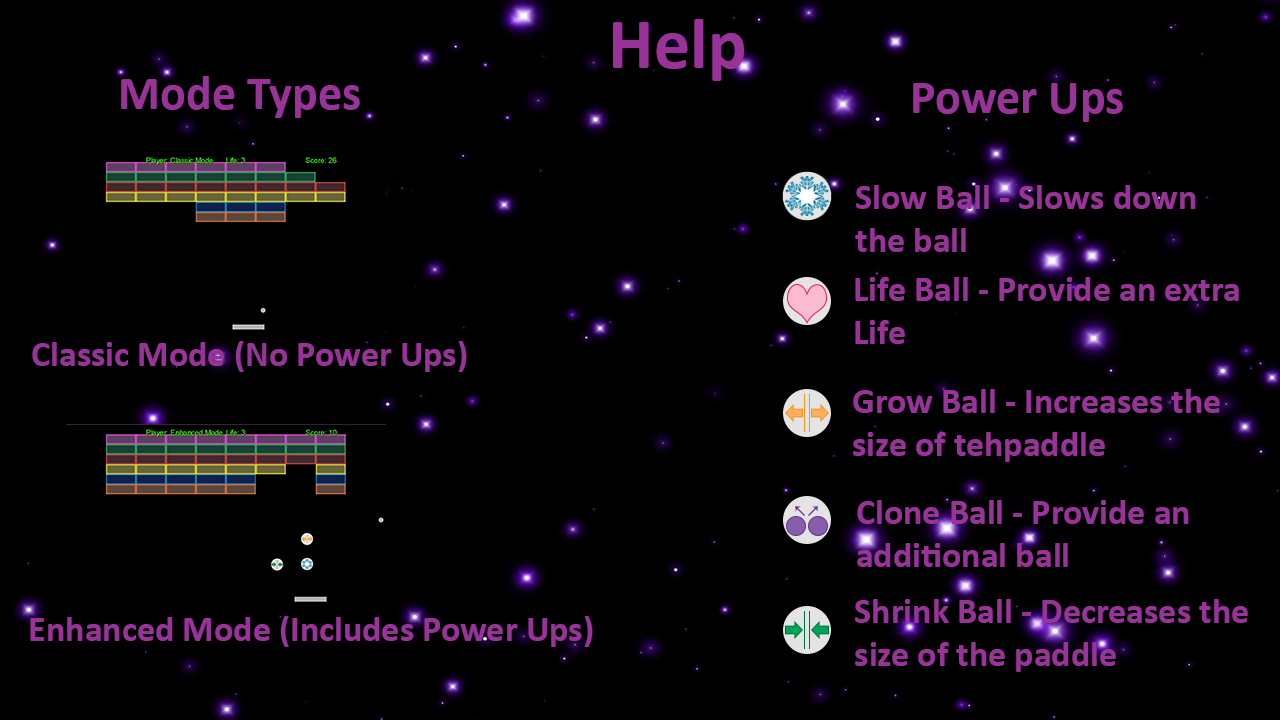 Help
Mode Types
Player: Classic Mode Life: 3 Score: 26
Classic Mode (No Power Ups)
Player: Enhanced Mode Life: 3 Score: 10
Enhanced Mode (Includes Power Ups)
Power Ups
Slow Ball - Slows down
the ball
Life Ball - Provide an extra
Life
Grow Ball - Increases the
size of tehpaddle
Clone Ball - Provide an
additional ball
Shrink Ball - Decreases the
size of the paddle